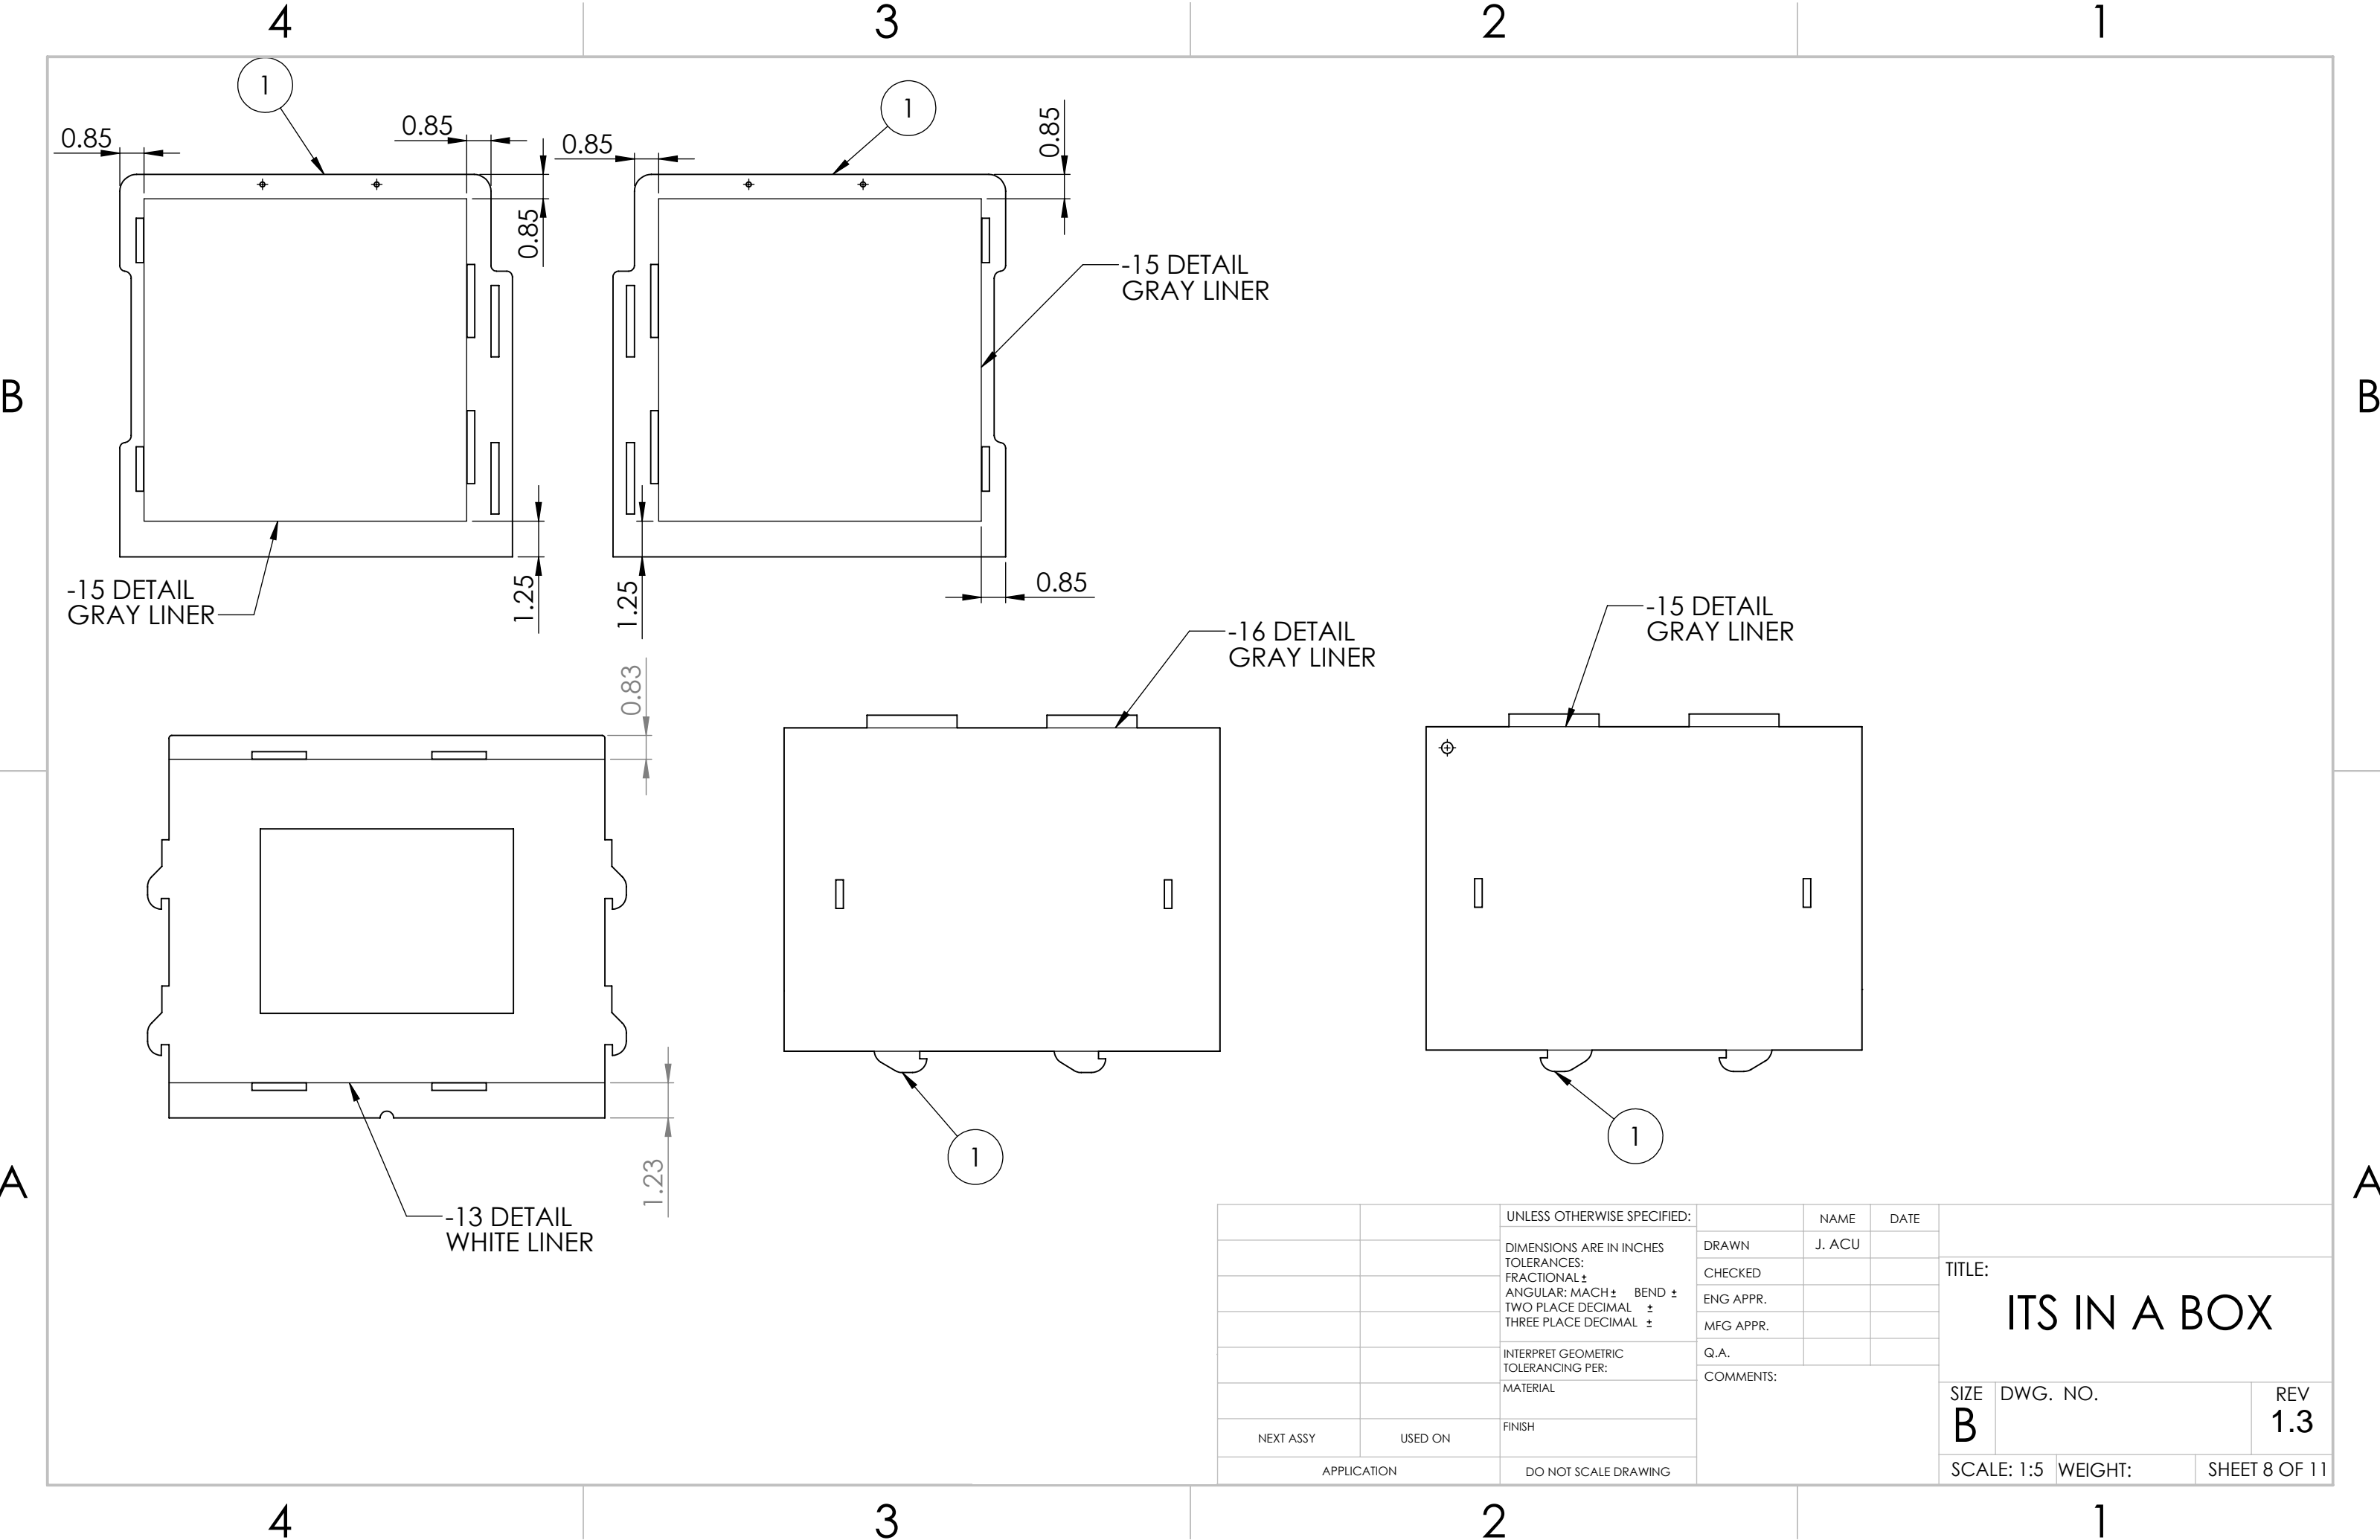 4
3
2
1
1
1
0.85
0.85
0.85
0.85
0.85
-15 DETAIL
GRAY LINER
B
B
-15 DETAIL
GRAY LINER
1.25
1.25
0.85
-16 DETAIL
GRAY LINER
-15 DETAIL
GRAY LINER
0.83
1
1
1.23
-13 DETAIL
WHITE LINER
A
A
UNLESS OTHERWISE SPECIFIED:
DIMENSIONS ARE IN INCHES
TOLERANCES:
FRACTIONAL ±
ANGULAR: MACH ± BEND ±
TWO PLACE DECIMAL ±
THREE PLACE DECIMAL ±
INTERPRET GEOMETRIC
TOLERANCING PER:
MATERIAL
FINISH
NEXT ASSY USED ON
APPLICATION
DO NOT SCALE DRAWING
NAME DATE
DRAWN J. ACU
CHECKED
ENG APPR.
MFG APPR.
Q.A.
COMMENTS:
TITLE:
ITS IN A BOX
SIZE DWG. NO. REV
B 1.3
SCALE: 1:5 WEIGHT: SHEET 8 OF 11
4
3
2
1